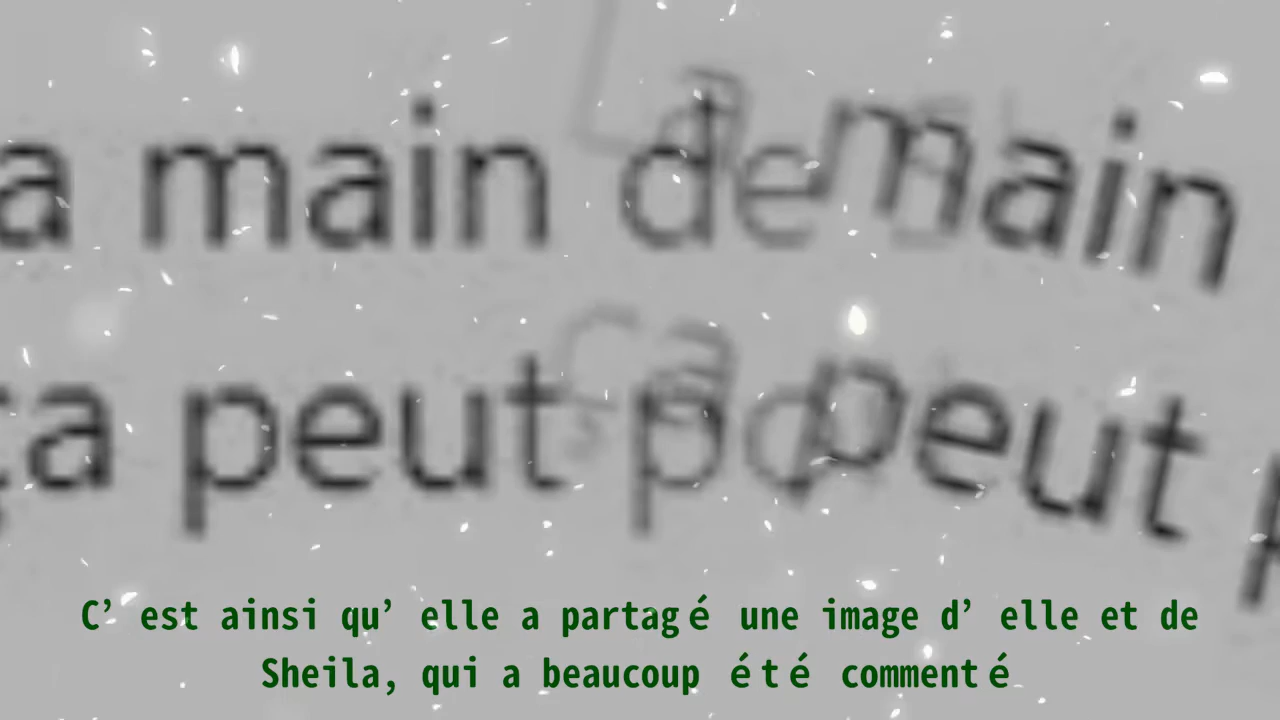 a main de main
ça peut peut
C’est ainsi qu’elle a partagé une image d’elle et de
Sheila, qui a beaucoup été commenté